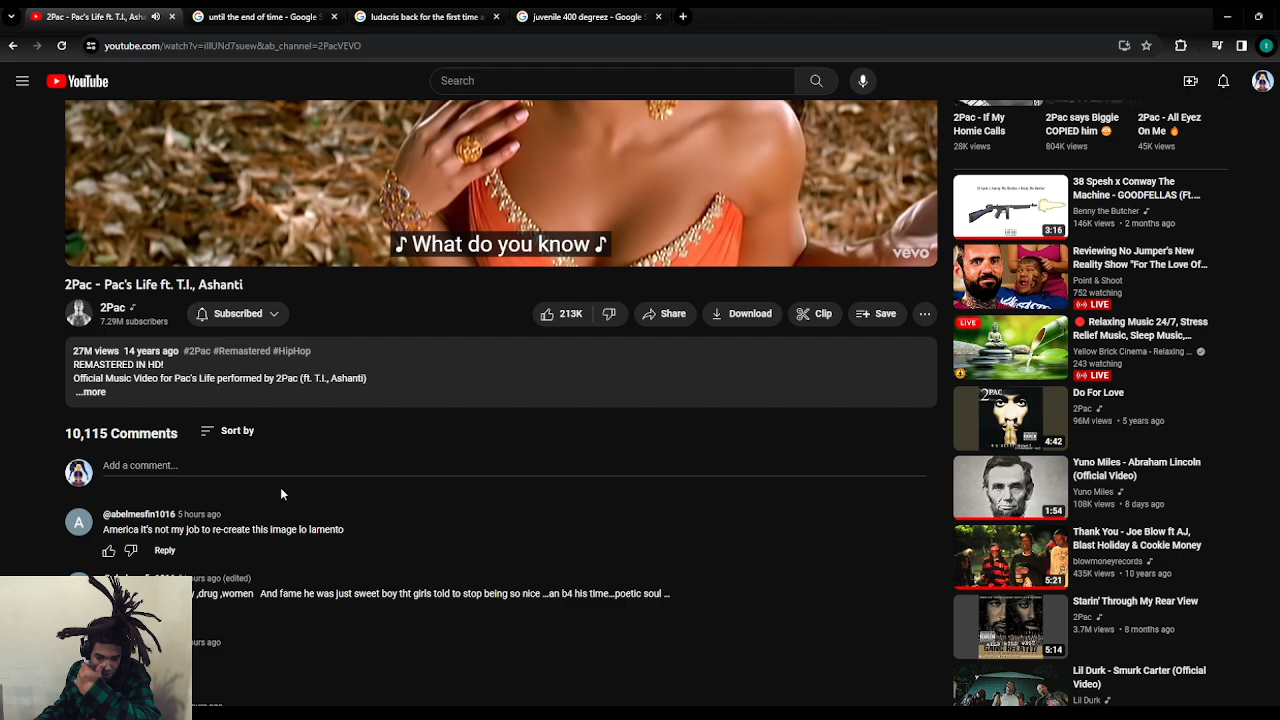 2Pac - Pac's Life ft. T.I., Asha
until the end of time - Google S
ludacris back for the first time a
juvenile 400 degreez - Google S
youtube.com/watch?v=illUNd7suew&ab_channel=2PacVEVO
YouTube
Search
What do you know
vevo
2Pac - Pac's Life ft. T.I., Ashanti
2Pac
7.29M subscribers
Subscribed
213K
Share
Download
Clip
Save
27M views 14 years ago #2Pac #Remastered #HipHop
REMASTERED IN HD!
Official Music Video for Pac's Life performed by 2Pac (ft. T.I., Ashanti)
...more
10,115 Comments
Sort by
Add a comment...
A
@abelmesfin1016 5 hours ago
America it's not my job to re-create this image lo lamento
Reply
hours ago (edited)
,drug ,women And here he was just sweet boy tht girls told to stop being so nice ...an b4 his time...poetic soul ...
ago
2Pac - If My
Homie Calls
28K views
2Pac says Biggie
COPIED him
804K views
2Pac - All Eyez
On Me
45K views
3:16
38 Spesh x Conway The
Machine - GOODFELLAS (Ft....
Benny the Butcher
146K views • 2 months ago
Reviewing No Jumper's New
Reality Show "For The Love Of...
Point & Shoot
752 watching
LIVE
LIVE
Relaxing Music 24/7, Stress
Relief Music, Sleep Music,...
Yellow Brick Cinema - Relaxing ...
243 watching
LIVE
2PAC
4:42
Do For Love
2Pac
96M views • 5 years ago
1:54
Yuno Miles - Abraham Lincoln
(Official Video)
Yuno Miles
108K views • 8 days ago
5:21
Thank You - Joe Blow ft AJ,
Blast Holiday & Cookie Money
blowmoneyrecords
435K views • 10 years ago
GANG RELATED
5:14
Starin' Through My Rear View
2Pac
3.7M views • 8 months ago
Lil Durk - Smurk Carter (Official
Video)
Lil Durk